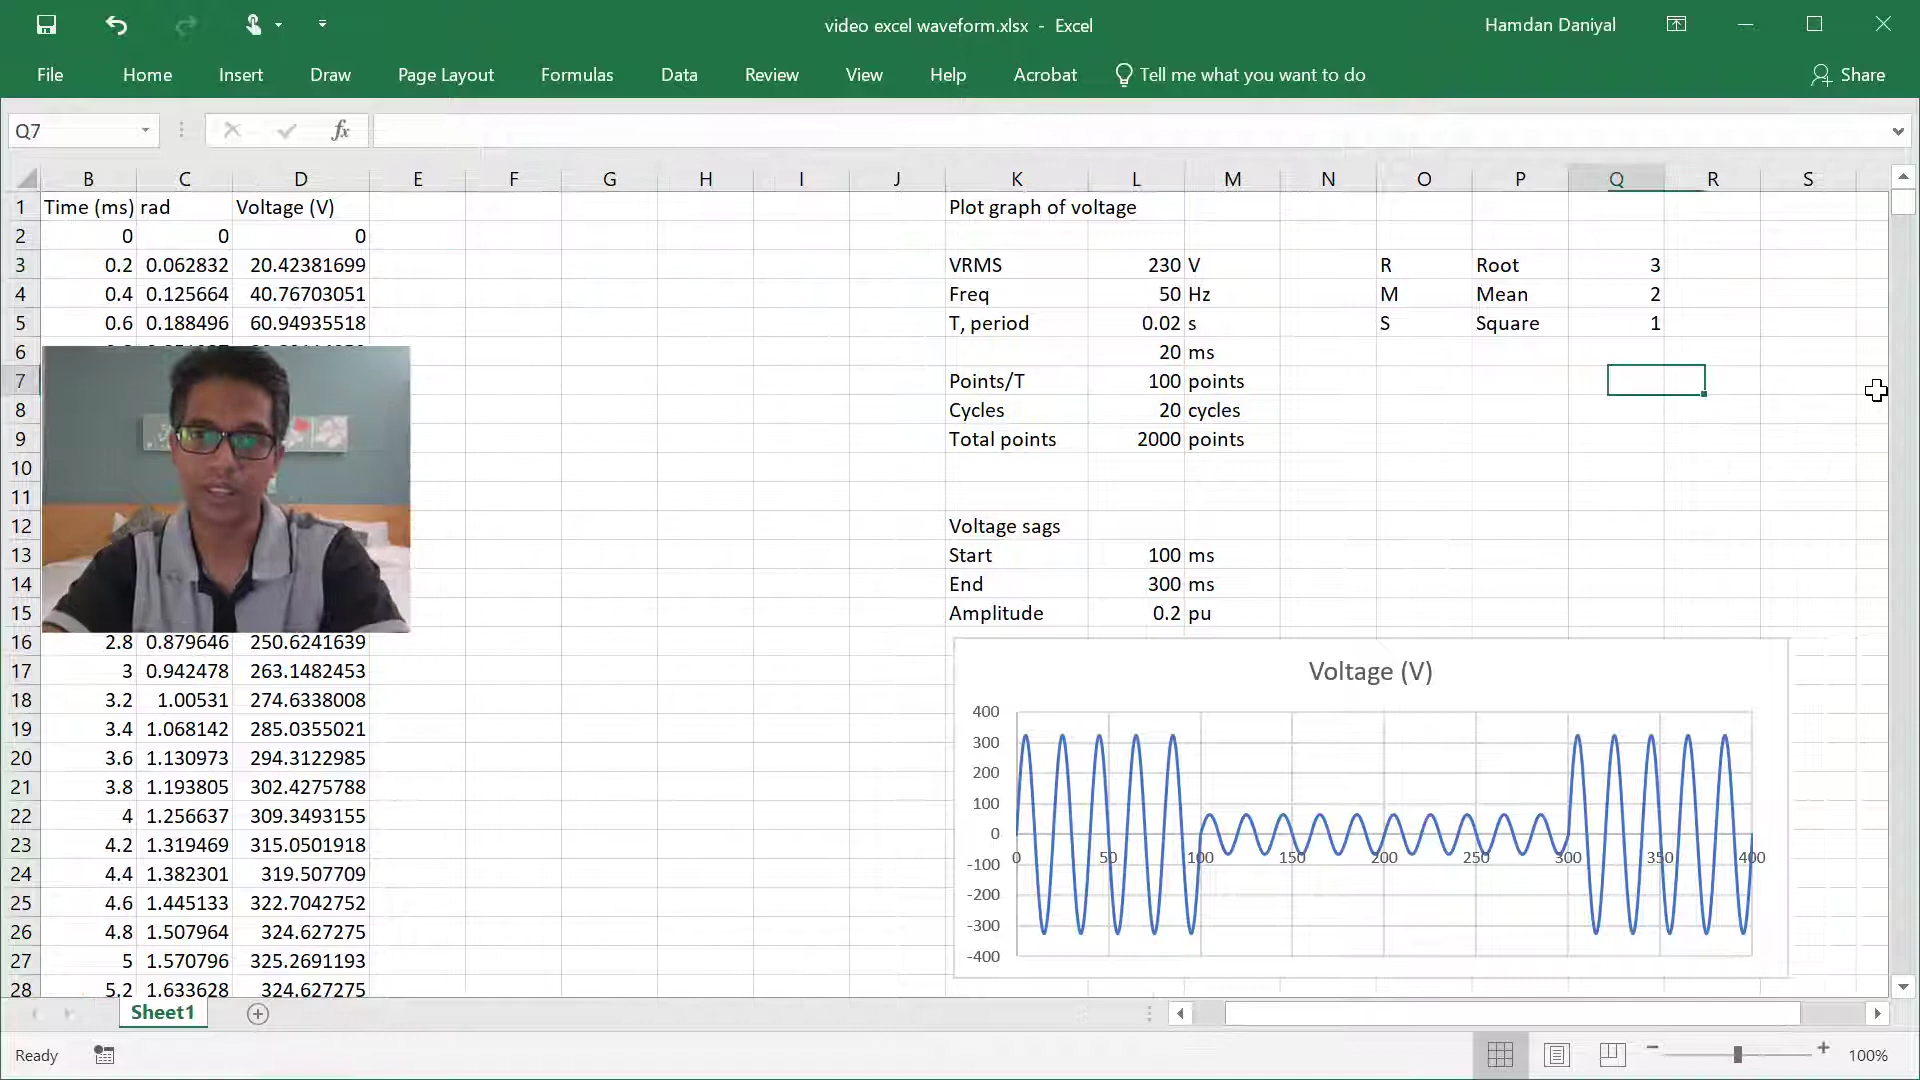 video excel waveform.xlsx - Excel
Hamdan Daniyal
File Home Insert Draw Page Layout Formulas Data Review View Help Acrobat Tell me what you want to do Share
Q7 fx
B C D E F G H I J K L M N O P Q R S
1 Time (ms) rad Voltage (V) Plot graph of voltage
2 0 0 0
3 0.2 0.062832 20.42381699 VRMS 230 V R Root 3
4 0.4 0.125664 40.76703051 Freq 50 Hz M Mean 2
5 0.6 0.188496 60.94935518 T, period 0.02 s S Square 1
6 20 ms
7 Points/T 100 points
8 Cycles 20 cycles
9 Total points 2000 points
10
11
12 Voltage sags
13 Start 100 ms
14 End 300 ms
15 Amplitude 0.2 pu
16 2.8 0.879646 250.6241639
17 3 0.942478 263.1482453
18 3.2 1.00531 274.6338008
19 3.4 1.068142 285.0355021
20 3.6 1.130973 294.3122985
21 3.8 1.193805 302.4275788
22 4 1.256637 309.3493155
23 4.2 1.319469 315.0501918
24 4.4 1.382301 319.507709
25 4.6 1.445133 322.7042752
26 4.8 1.507964 324.627275
27 5 1.570796 325.2691193
28 5.2 1.633628 324.627275
Voltage (V)
400
300
200
100
0
-100
-200
-300
-400
0 50 100 150 200 250 300 350 400
Sheet1
Ready
100%